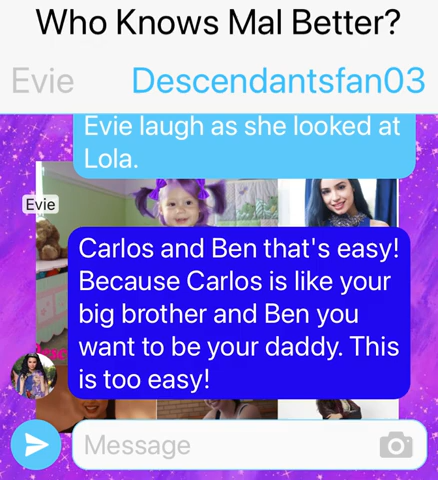 Who Knows Mal Better?
Evie Descendantsfan03
Evie laugh as she looked at
Lola.
Evie
Carlos and Ben that's easy!
Because Carlos is like your
big brother and Ben you
want to be your daddy. This
is too easy!
Message